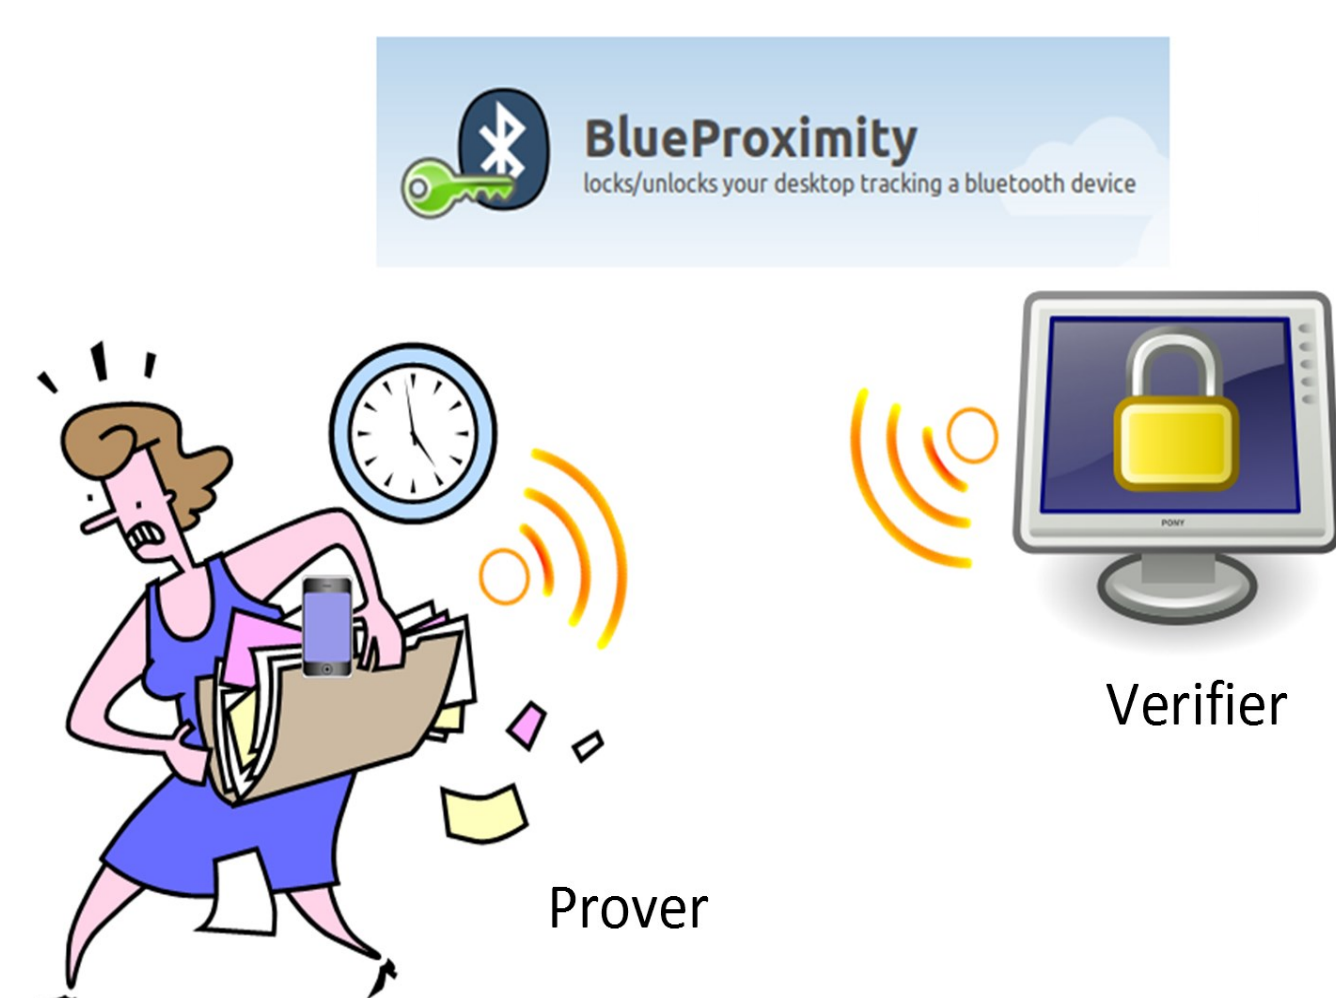 BlueProximity
locks/unlocks your desktop tracking a bluetooth device
PONY
Verifier
Prover